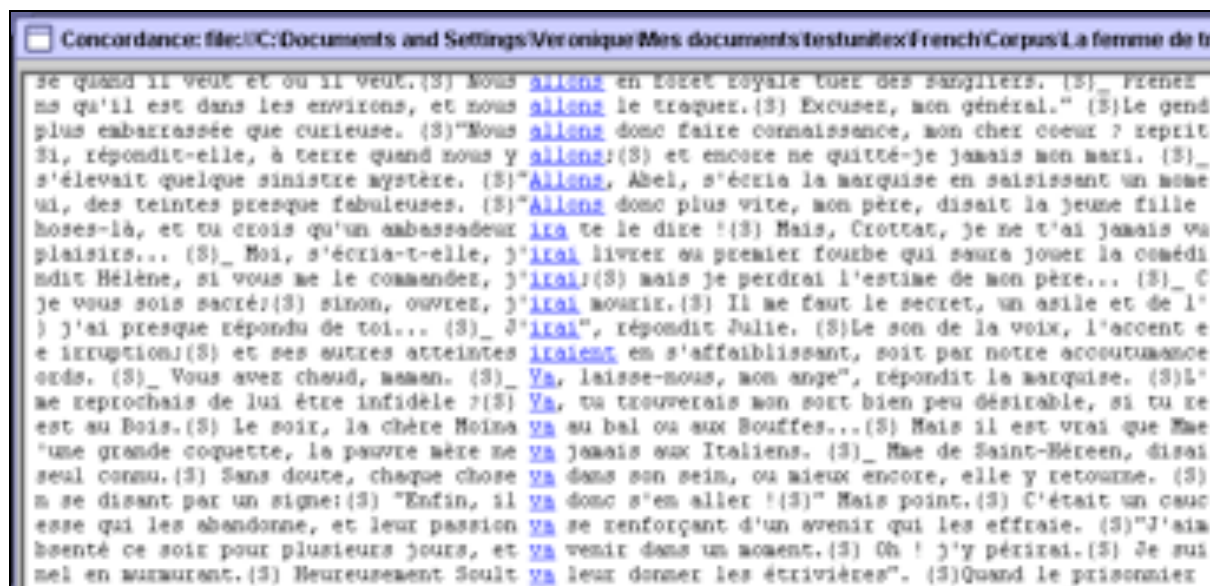 Concordance: file:///C:\Documents and Settings\Veronique\Mes documents\testunitex\French\Corpus\La femme de tr
se quand il veut et où il veut.{S} Nous allons en forêt royale tuer des sangliers. {S}_ Prenez
ns qu'il est dans les environs, et nous allons le traquer.{S} Excusez, mon général." {S}Le gend
plus embarrassée que curieuse. {S}"Nous allons donc faire connaissance, mon cher coeur ? reprit
Si, répondit-elle, à terre quand nous y allons;{S} et encore ne quitté-je jamais mon mari. {S}_
s'élevait quelque sinistre mystère. {S}"Allons, Abel, s'écria la marquise en saisissant un mome
ui, des teintes presque fabuleuses. {S}"Allons donc plus vite, mon père, disait la jeune fille
hoses-là, et tu crois qu'un ambassadeur ira te le dire !{S} Mais, Crottat, je ne t'ai jamais vu
plaisirs... {S}_ Moi, s'écria-t-elle, j'irai livrer au premier fourbe qui saura jouer la comédi
ndit Hélène, si vous me le commandez, j'irai;{S} mais je perdrai l'estime de mon père... {S}_ C
je vous sois sacré;{S} sinon, ouvrez, j'irai mourir.{S} Il me faut le secret, un asile et de l'
) j'ai presque répondu de toi... {S}_ J'irai", répondit Julie. {S}Le son de la voix, l'accent e
e irruption;{S} et ses autres atteintes iraient en s'affaiblissant, soit par notre accoutumance
ords. {S}_ Vous avez chaud, maman. {S}_ Va, laisse-nous, mon ange", répondit la marquise. {S}L'
me reprochais de lui être infidèle ?{S} Va, tu trouverais mon sort bien peu désirable, si tu re
est au Bois.{S} Le soir, la chère Moina va au bal ou aux Bouffes...{S} Mais il est vrai que Mme
'une grande coquette, la pauvre mère ne va jamais aux Italiens. {S}_ Mme de Saint-Héreen, disai
seul connu.{S} Sans doute, chaque chose va dans son sein, ou mieux encore, elle y retourne. {S}
n se disant par un signe:{S} "Enfin, il va donc s'en aller !{S}" Mais point.{S} C'était un cauc
esse qui les abandonne, et leur passion va se renforçant d'un avenir qui les effraie. {S}"J'aim
bsenté ce soir pour plusieurs jours, et va venir dans un moment.{S} Oh ! j'y périrai.{S} Je sui
nel en murmurant.{S} Heureusement Soult va leur donner les étrivières". {S}Quand le prisonnier